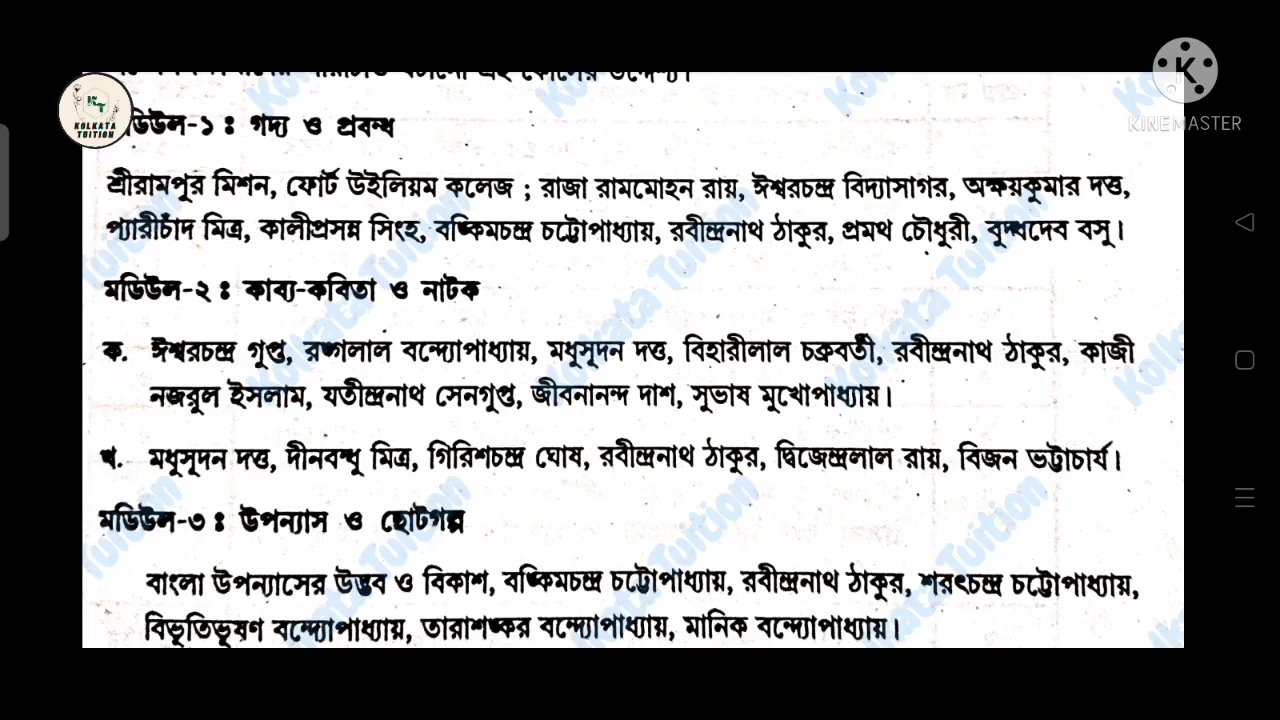 KINEMASTER
KT
KOLKATA
TUITION
ডিউল-১ : গদ্য ও প্রবন্ধ
শ্রীরামপুর মিশন, ফোর্ট উইলিয়ম কলেজ ; রাজা রামমোহন রায়, ঈশ্বরচন্দ্র বিদ্যাসাগর, অক্ষয়কুমার দত্ত,
প্যারীচাঁদ মিত্র, কালীপ্রসন্ন সিংহ, বঙ্কিমচন্দ্র চট্টোপাধ্যায়, রবীন্দ্রনাথ ঠাকুর, প্রমথ চৌধুরী, বুদ্ধদেব বসু।
মডিউল-২ : কাব্য-কবিতা ও নাটক
ক. ঈশ্বরচন্দ্র গুপ্ত, রঙ্গলাল বন্দ্যোপাধ্যায়, মধুসূদন দত্ত, বিহারীলাল চক্রবর্তী, রবীন্দ্রনাথ ঠাকুর, কাজী
নজরুল ইসলাম, যতীন্দ্রনাথ সেনগুপ্ত, জীবনানন্দ দাশ, সুভাষ মুখোপাধ্যায়।
খ. মধুসূদন দত্ত, দীনবন্ধু মিত্র, গিরিশচন্দ্র ঘোষ, রবীন্দ্রনাথ ঠাকুর, দ্বিজেন্দ্রলাল রায়, বিজন ভট্টাচার্য।
মডিউল-৩ : উপন্যাস ও ছোটগল্প
বাংলা উপন্যাসের উদ্ভব ও বিকাশ, বঙ্কিমচন্দ্র চট্টোপাধ্যায়, রবীন্দ্রনাথ ঠাকুর, শরৎচন্দ্র চট্টোপাধ্যায়,
বিভূতিভূষণ বন্দ্যোপাধ্যায়, তারাশঙ্কর বন্দ্যোপাধ্যায়, মানিক বন্দ্যোপাধ্যায়।